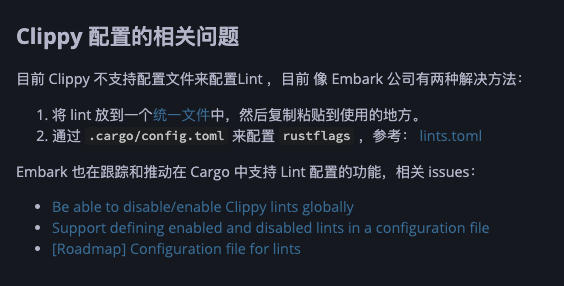 Clippy 配置的相关问题
目前 Clippy 不支持配置文件来配置Lint ，目前 像 Embark 公司有两种解决方法：
1. 将 lint 放到一个统一文件中，然后复制粘贴到使用的地方。
2. 通过 .cargo/config.toml 来配置 rustflags ，参考： lints.toml
Embark 也在跟踪和推动在 Cargo 中支持 Lint 配置的功能，相关 issues：
• Be able to disable/enable Clippy lints globally
• Support defining enabled and disabled lints in a configuration file
• [Roadmap] Configuration file for lints